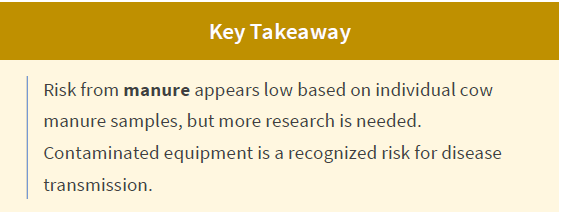 Key Takeaway
Risk from manure appears low based on individual cow
manure samples, but more research is needed.
Contaminated equipment is a recognized risk for disease
transmission.